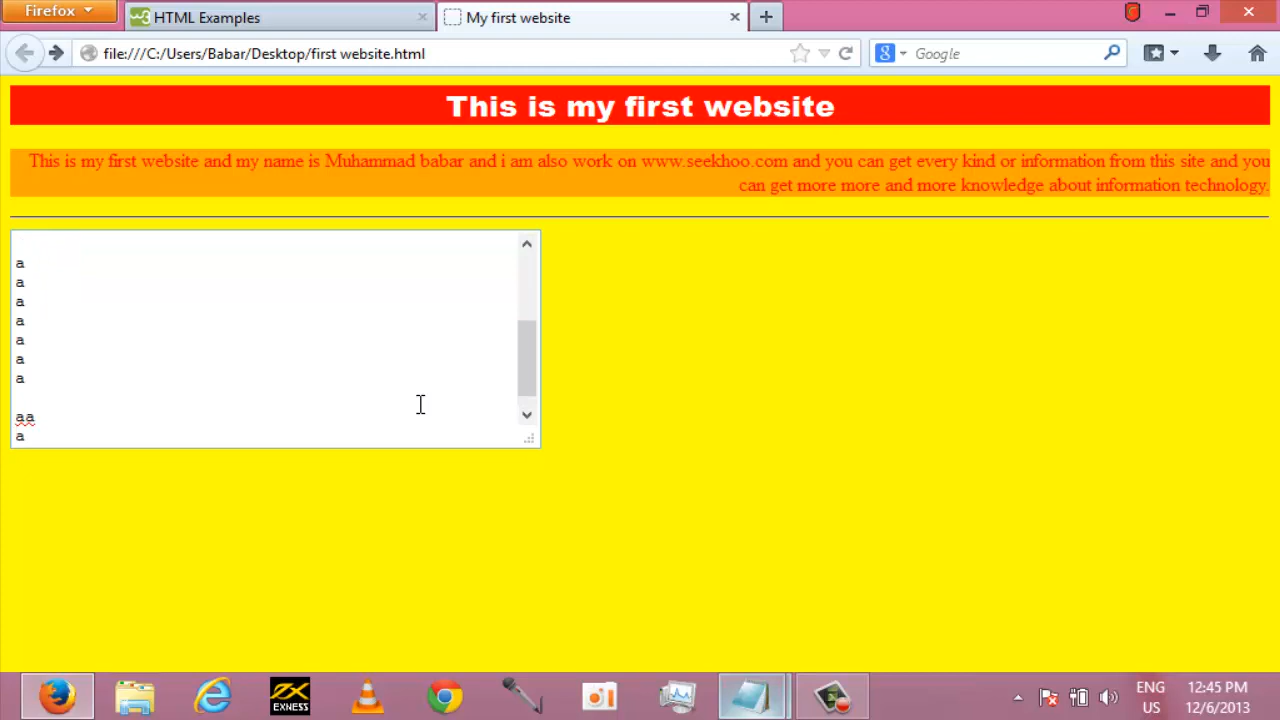 Firefox
HTML Examples
My first website
file:///C:/Users/Babar/Desktop/first website.html
Google
This is my first website
This is my first website and my name is Muhammad babar and i am also work on www.seekhoo.com and you can get every kind or information from this site and you
can get more more and more knowledge about information technology.
a
a
a
a
a
a
a
aa
a
EXNESS
ENG
US
12:45 PM
12/6/2013